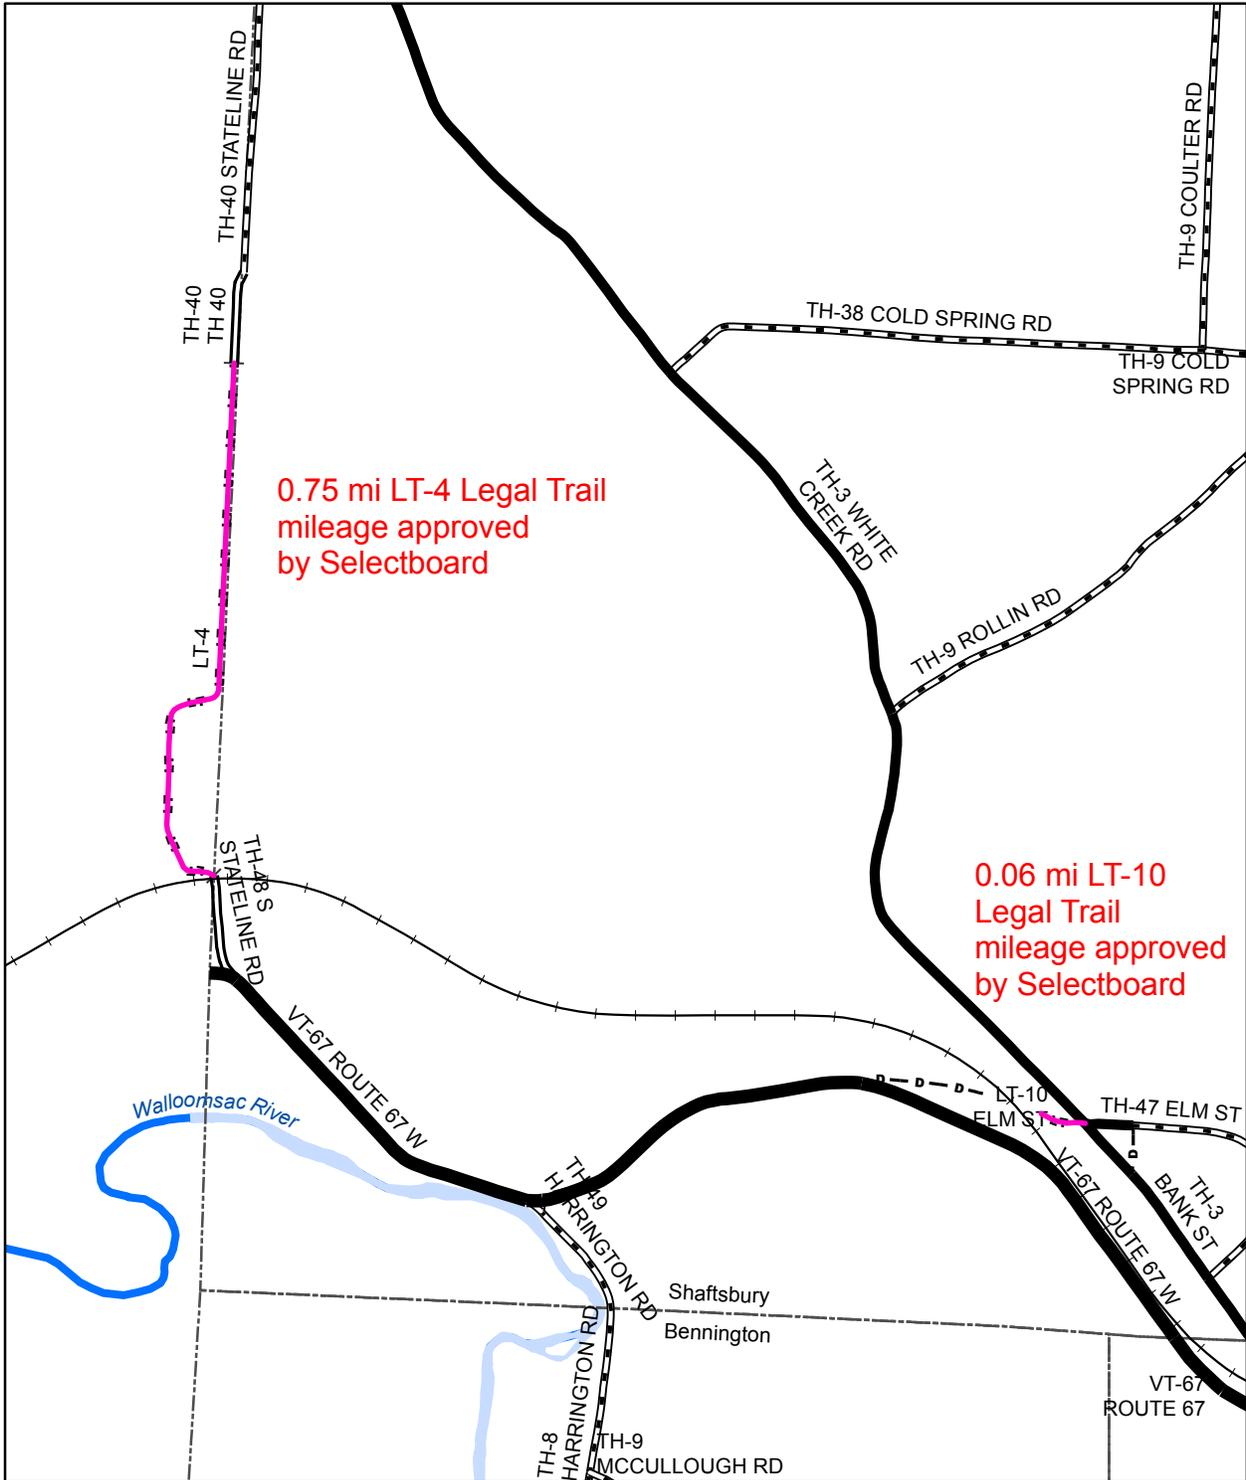 TH-40 STATELINE RD
TH-9 COULTER RD
TH-40
TH 40
TH-38 COLD SPRING RD
TH-9 COLD
SPRING RD
0.75 mi LT-4 Legal Trail
mileage approved
by Selectboard
TH-3 WHITE
CREEK RD
TH-9 ROLLIN RD
LT-4
TH-48 S
STATELINE RD
0.06 mi LT-10
Legal Trail
mileage approved
by Selectboard
VT-67 ROUTE 67 W
D
D
D
LT-10
ELM ST
TH-47 ELM ST
D
Walloomsac River
TH-49
HARRINGTON RD
VT-67 ROUTE 67 W
TH-3
BANK ST
Shaftsbury
Bennington
TH-8
HARRINGTON RD
VT-67
ROUTE 67
TH-9
MCCULLOUGH RD